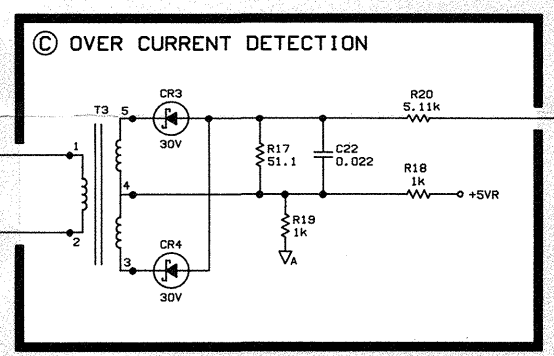 Ⓒ OVER CURRENT DETECTION
CR3
30V
R20
5.11k
T3
5
1
R17
51.1
C22
0.022
R18
1k
4
+5VR
R19
1k
2
CR4
A
3
30V